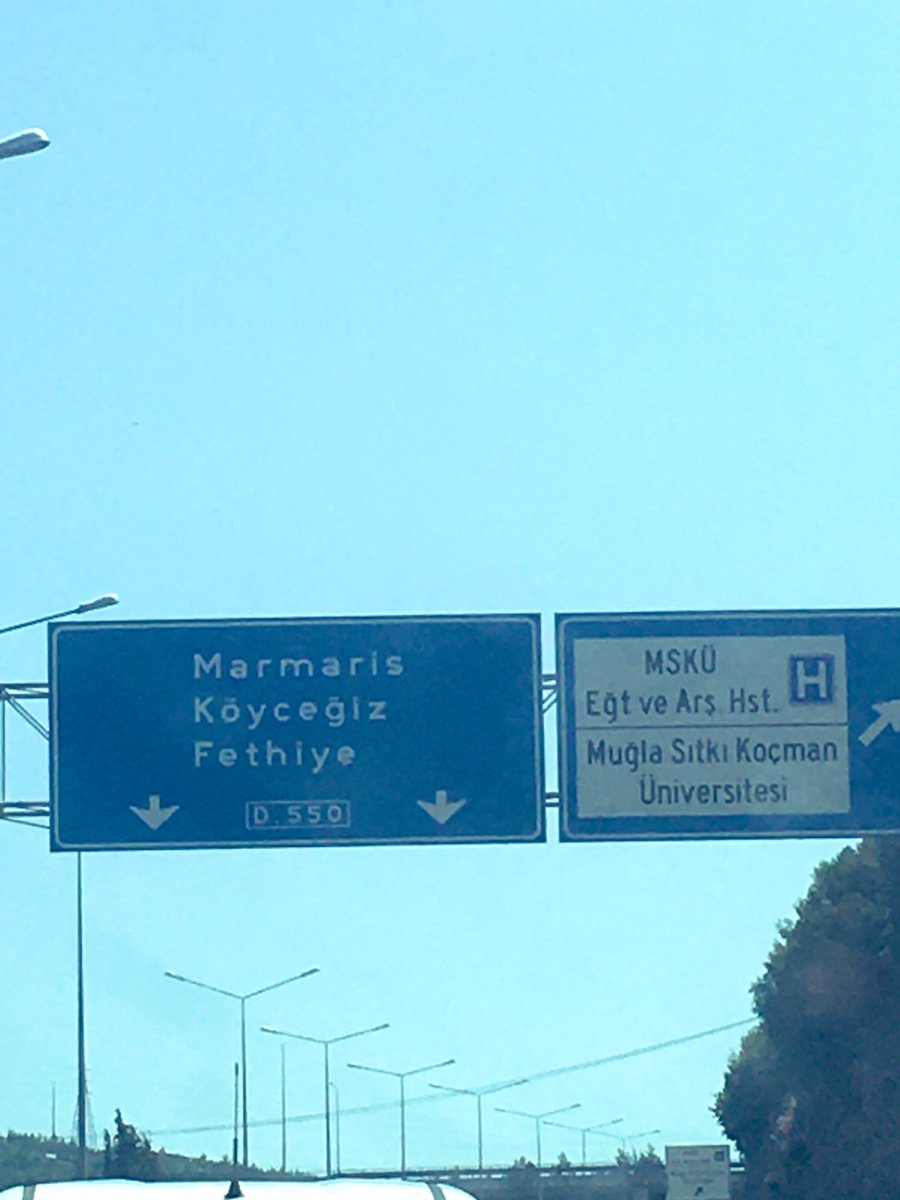 Marmaris
Köyceğiz
Fethiye
D.550
MSKÜ
H
Eğt ve Arş. Hst.
Muğla Sıtkı Koçman
Üniversitesi